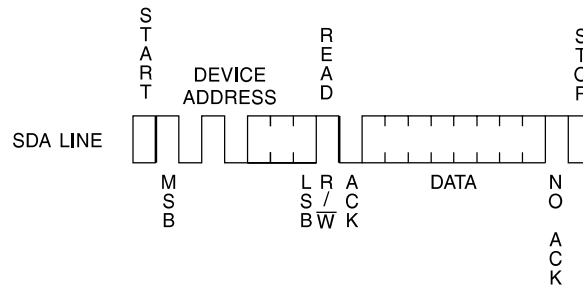 START
DEVICE
ADDRESS
READ
STOP
SDA LINE
MSB
LSB
R/W
ACK
DATA
NO ACK